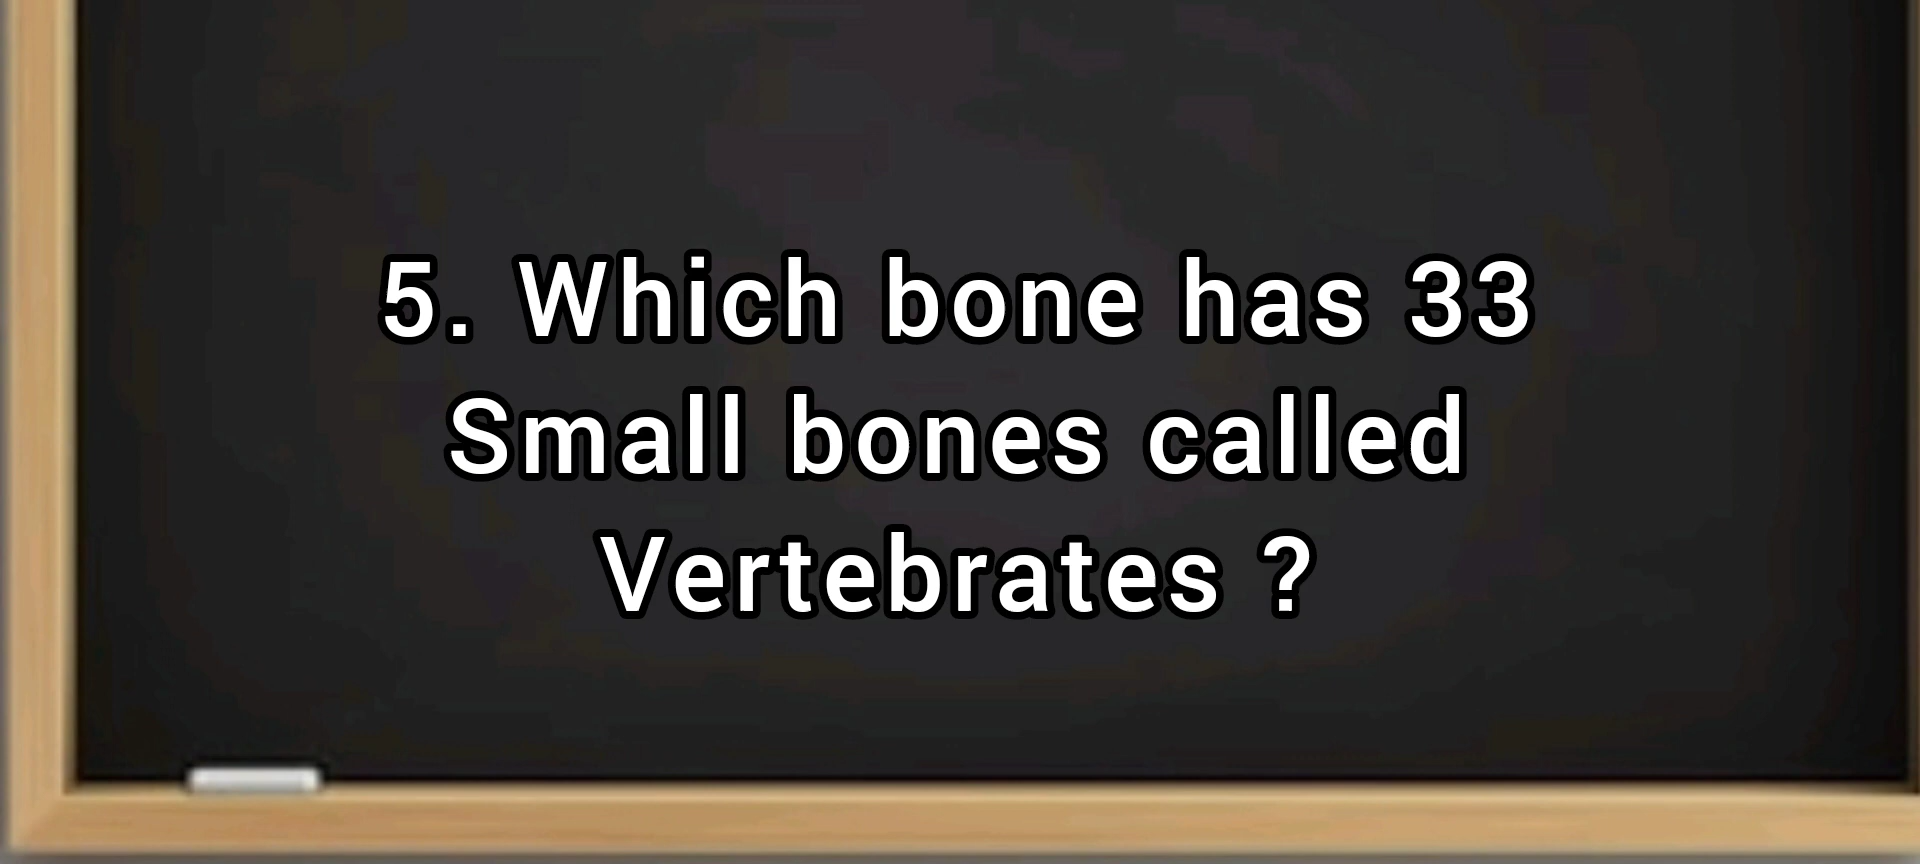 5. Which bone has 33
Small bones called
Vertebrates ?